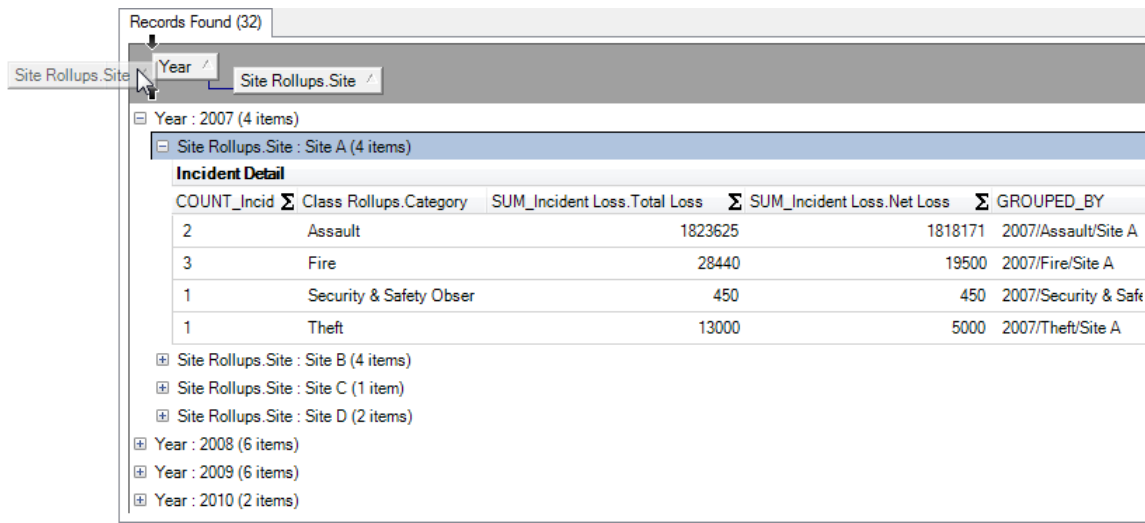 Records Found (32)
Site Rollups.Site
Year
Site Rollups.Site
Year : 2007 (4 items)
Site Rollups.Site : Site A (4 items)
Incident Detail
COUNT_Incid Σ Class Rollups.Category SUM_Incident Loss.Total Loss Σ SUM_Incident Loss.Net Loss Σ GROUPED_BY
2 Assault 1823625 1818171 2007/Assault/Site A
3 Fire 28440 19500 2007/Fire/Site A
1 Security & Safety Obser 450 450 2007/Security & Safe
1 Theft 13000 5000 2007/Theft/Site A
Site Rollups.Site : Site B (4 items)
Site Rollups.Site : Site C (1 item)
Site Rollups.Site : Site D (2 items)
Year : 2008 (6 items)
Year : 2009 (6 items)
Year : 2010 (2 items)